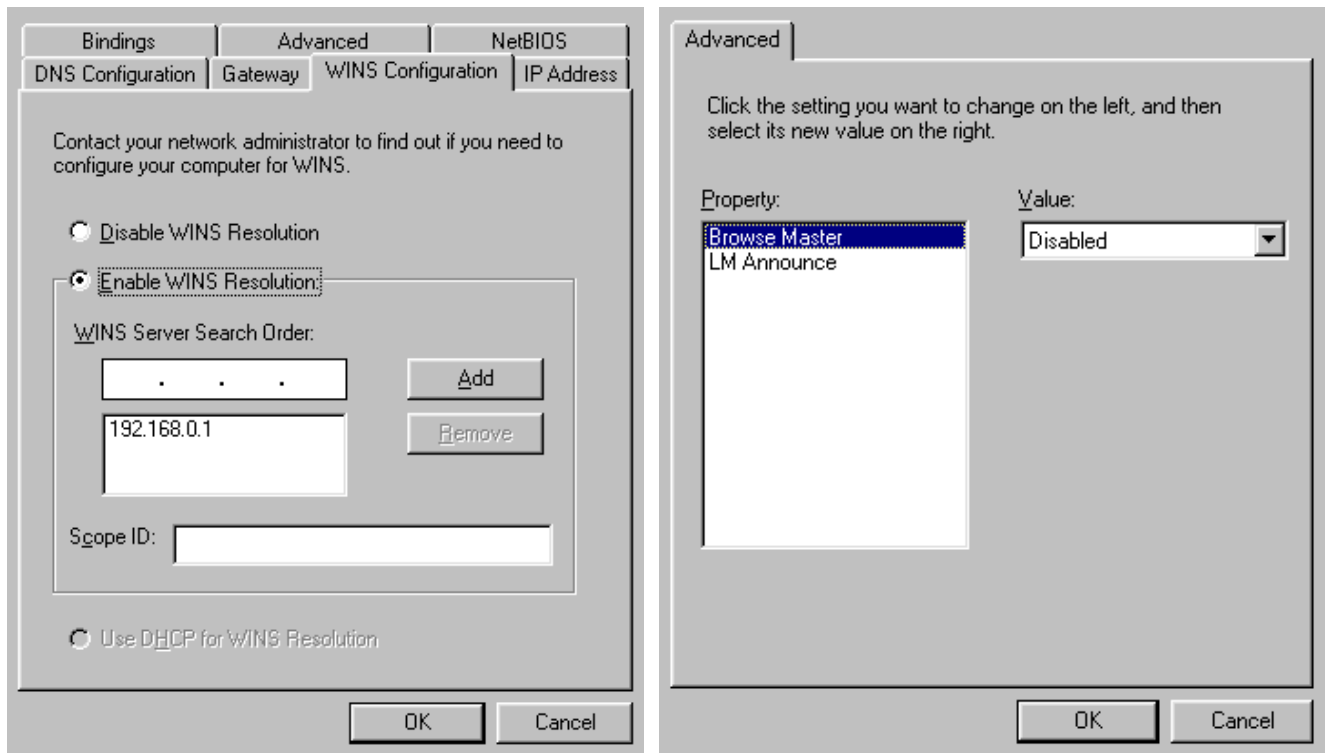 Bindings
Advanced
NetBIOS
DNS Configuration
Gateway
WINS Configuration
IP Address
Contact your network administrator to find out if you need to
configure your computer for WINS.
Disable WINS Resolution
Enable WINS Resolution:
WINS Server Search Order:
. . .
Add
192.168.0.1
Remove
Scope ID:
Use DHCP for WINS Resolution
OK
Cancel
Advanced
Click the setting you want to change on the left, and then
select its new value on the right.
Property:
Value:
Browse Master
Disabled
LM Announce
OK
Cancel